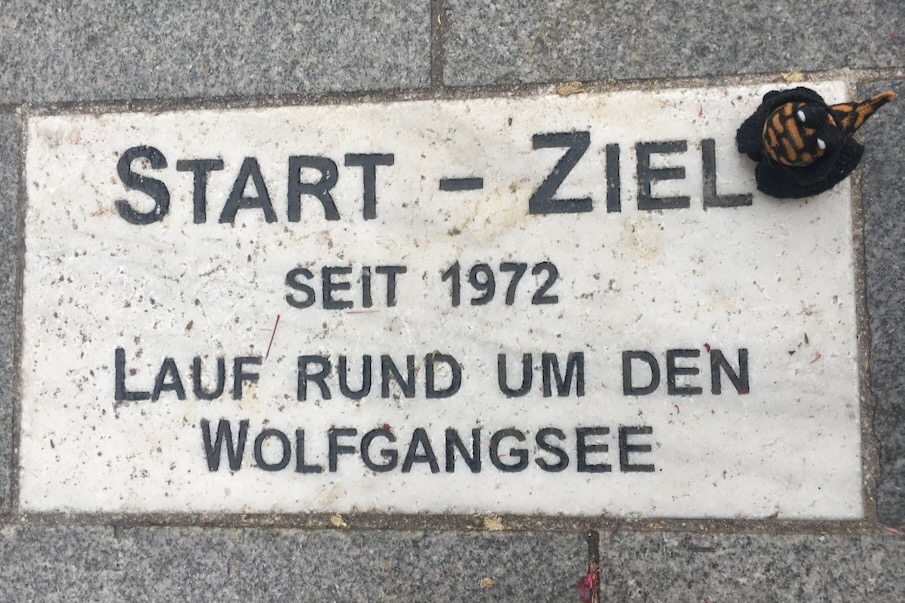 START – ZIEL
SEIT 1972
LAUF RUND UM DEN
WOLFGANGSEE